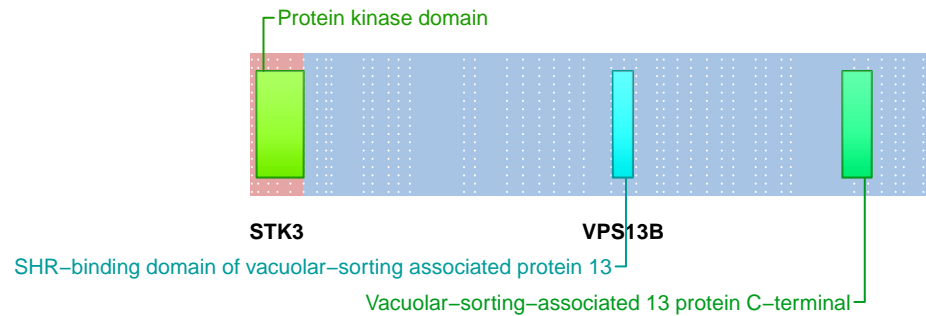 Protein kinase domain
STK3
VPS13B
SHR−binding domain of vacuolar−sorting associated protein 13
Vacuolar−sorting−associated 13 protein C−terminal